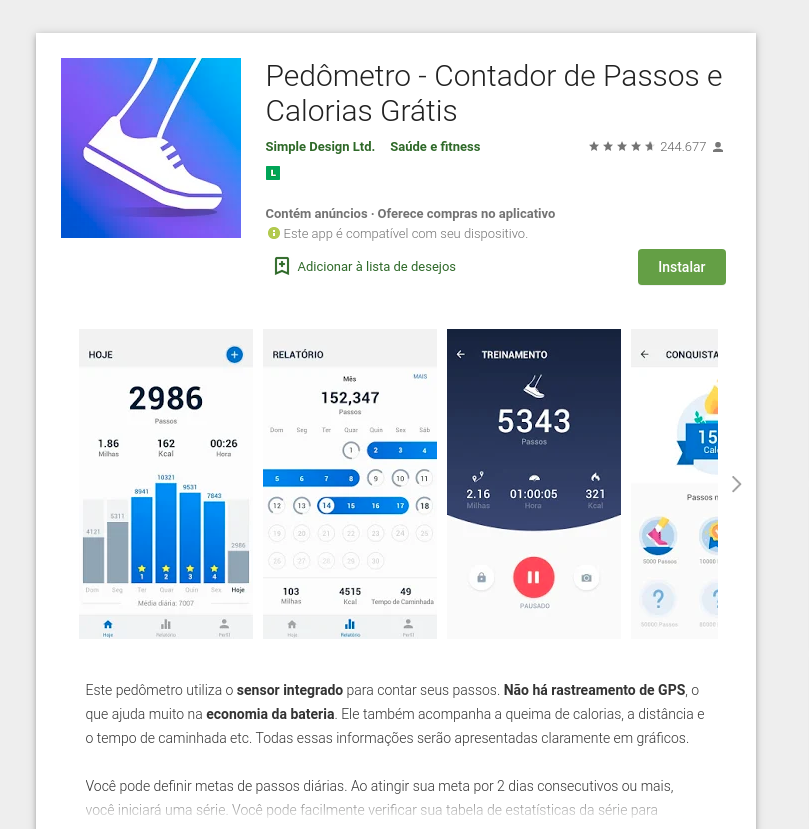 Pedômetro - Contador de Passos e
Calorias Grátis
Simple Design Ltd. Saúde e fitness 244.677
L
Contém anúncios · Oferece compras no aplicativo
Este app é compatível com seu dispositivo.
Adicionar à lista de desejos
Instalar
HOJE
2986
Passos
1.86 162 00:26
Milhas Kcal Hora
10321
8941 9531
7843
5311
4121
2986
1 2 3 4
Dom Seg Ter Quar Quin Sex Hoje
Média diária: 7007
Hoje Relatório Perfil
RELATÓRIO
Mês MAIS
152,347
Passos
Dom Seg Ter Quar Quin Sex Sáb
1 2 3 4
5 6 7 8 9 10 11
12 13 14 15 16 17 18
19 20 21 22 23 24 25
26 27 28 29 30
103 4515 49
Milhas Kcal Tempo de Caminhada
Hoje Relatório Perfil
TREINAMENTO
5343
Passos
2.16 01:00:05 321
Milhas Hora Kcal
PAUSADO
CONQUISTA
15
Calo
Passos n
5000 Passos
Este pedômetro utiliza o sensor integrado para contar seus passos. Não há rastreamento de GPS, o
que ajuda muito na economia da bateria. Ele também acompanha a queima de calorias, a distância e
o tempo de caminhada etc. Todas essas informações serão apresentadas claramente em gráficos.
Você pode definir metas de passos diárias. Ao atingir sua meta por 2 dias consecutivos ou mais,
você iniciará uma série. Você pode facilmente verificar sua tabela de estatísticas da série para